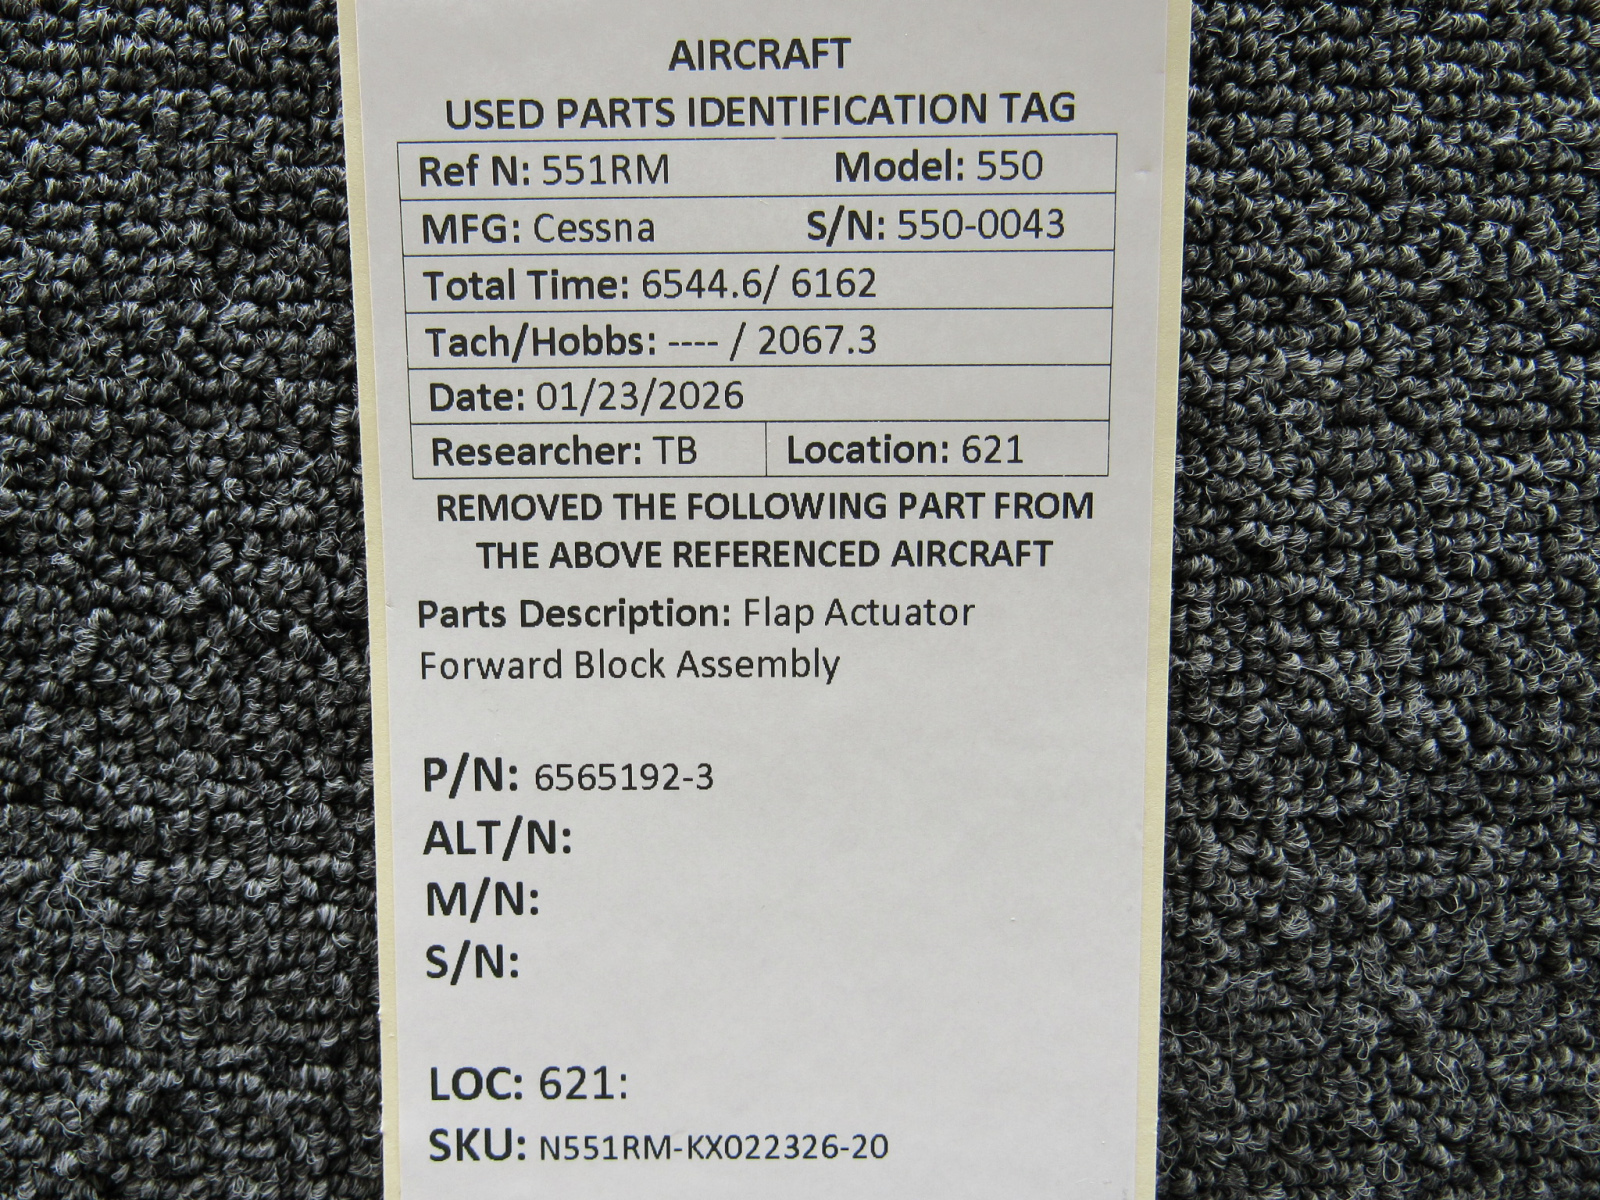 AIRCRAFT
USED PARTS IDENTIFICATION TAG
Ref N: 551RM Model: 550
MFG: Cessna S/N: 550-0043
Total Time: 6544.6/ 6162
Tach/Hobbs: ---- / 2067.3
Date: 01/23/2026
Researcher: TB Location: 621
REMOVED THE FOLLOWING PART FROM
THE ABOVE REFERENCED AIRCRAFT
Parts Description: Flap Actuator
Forward Block Assembly
P/N: 6565192-3
ALT/N:
M/N:
S/N:
LOC: 621:
SKU: N551RM-KX022326-20